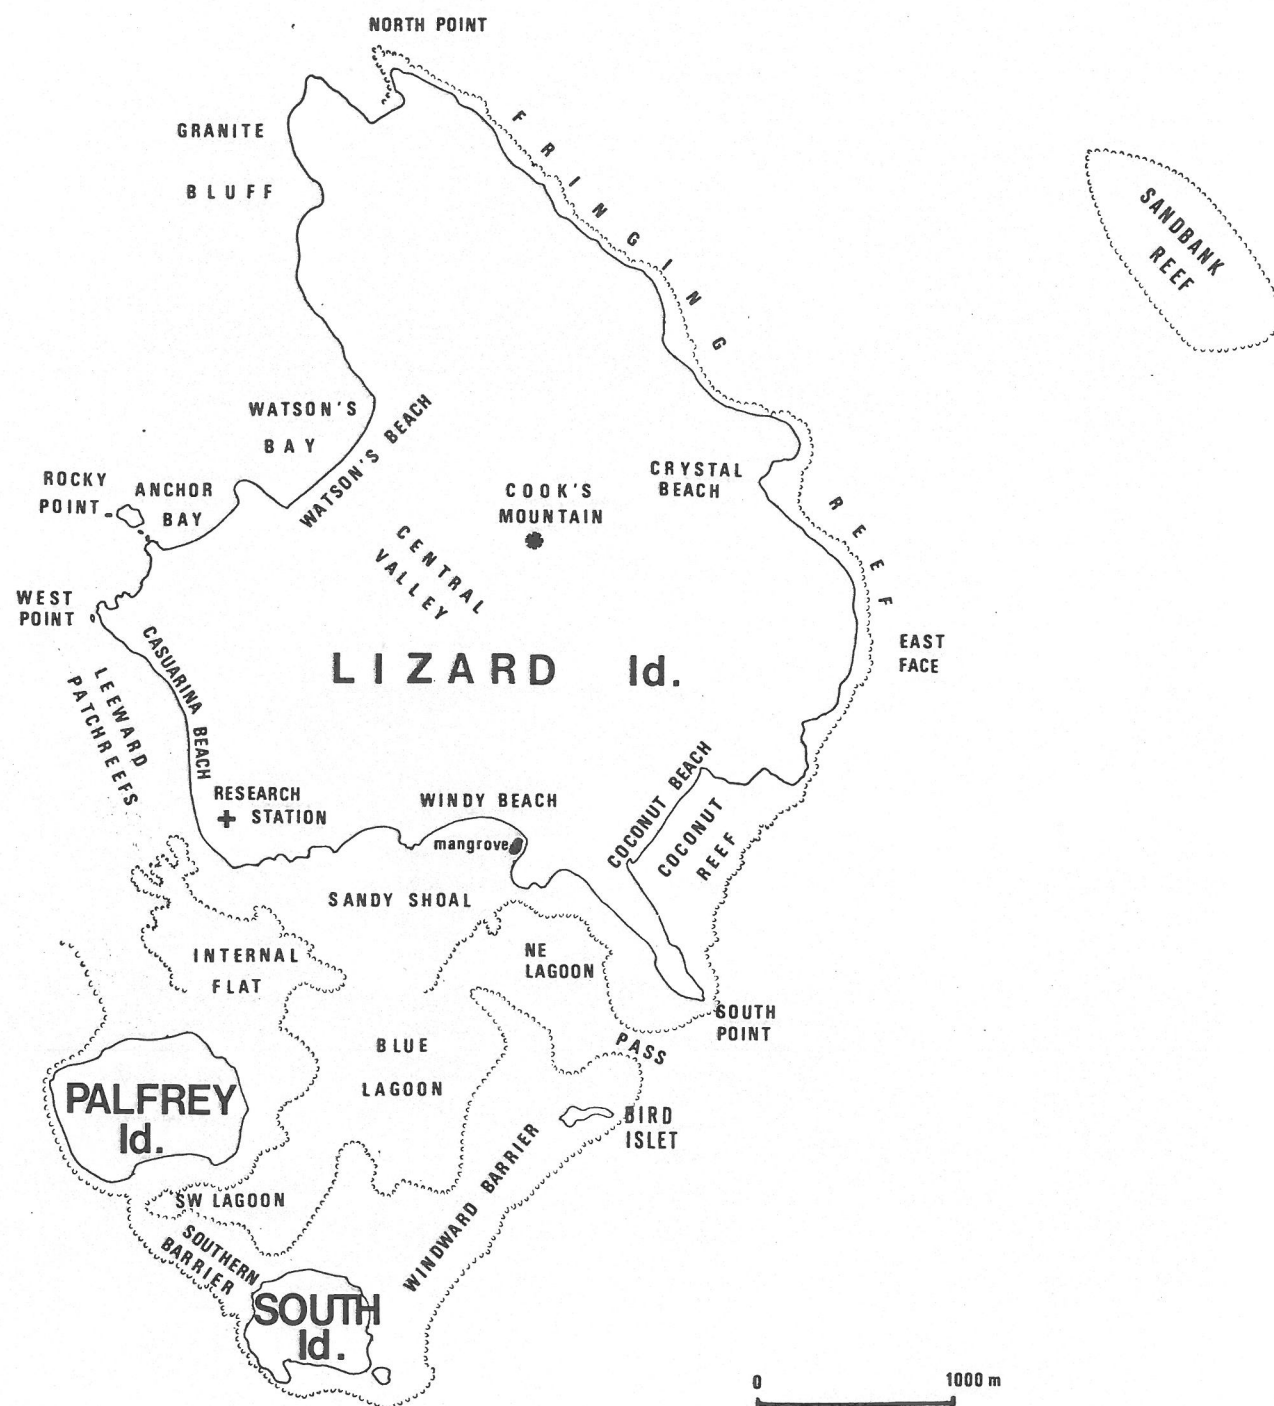 NORTH POINT
GRANITE
BLUFF
FRINGING
REEF
SANDBANK
REEF
WATSON'S
BAY
WATSON'S BEACH
ROCKY
POINT
ANCHOR
BAY
COOK'S
MOUNTAIN
CRYSTAL
BEACH
CENTRAL
VALLEY
WEST
POINT
CASUARINA BEACH
LEEWARD
PATCHREEFS
LIZARD Id.
EAST
FACE
RESEARCH
STATION
WINDY BEACH
mangrove
COCONUT BEACH
COCONUT
REEF
SANDY SHOAL
INTERNAL
FLAT
NE
LAGOON
SOUTH
POINT
PASS
BLUE
LAGOON
PALFREY
Id.
BIRD
ISLET
WINDWARD BARRIER
SW LAGOON
SOUTHERN
BARRIER
SOUTH
Id.
0 1000 m